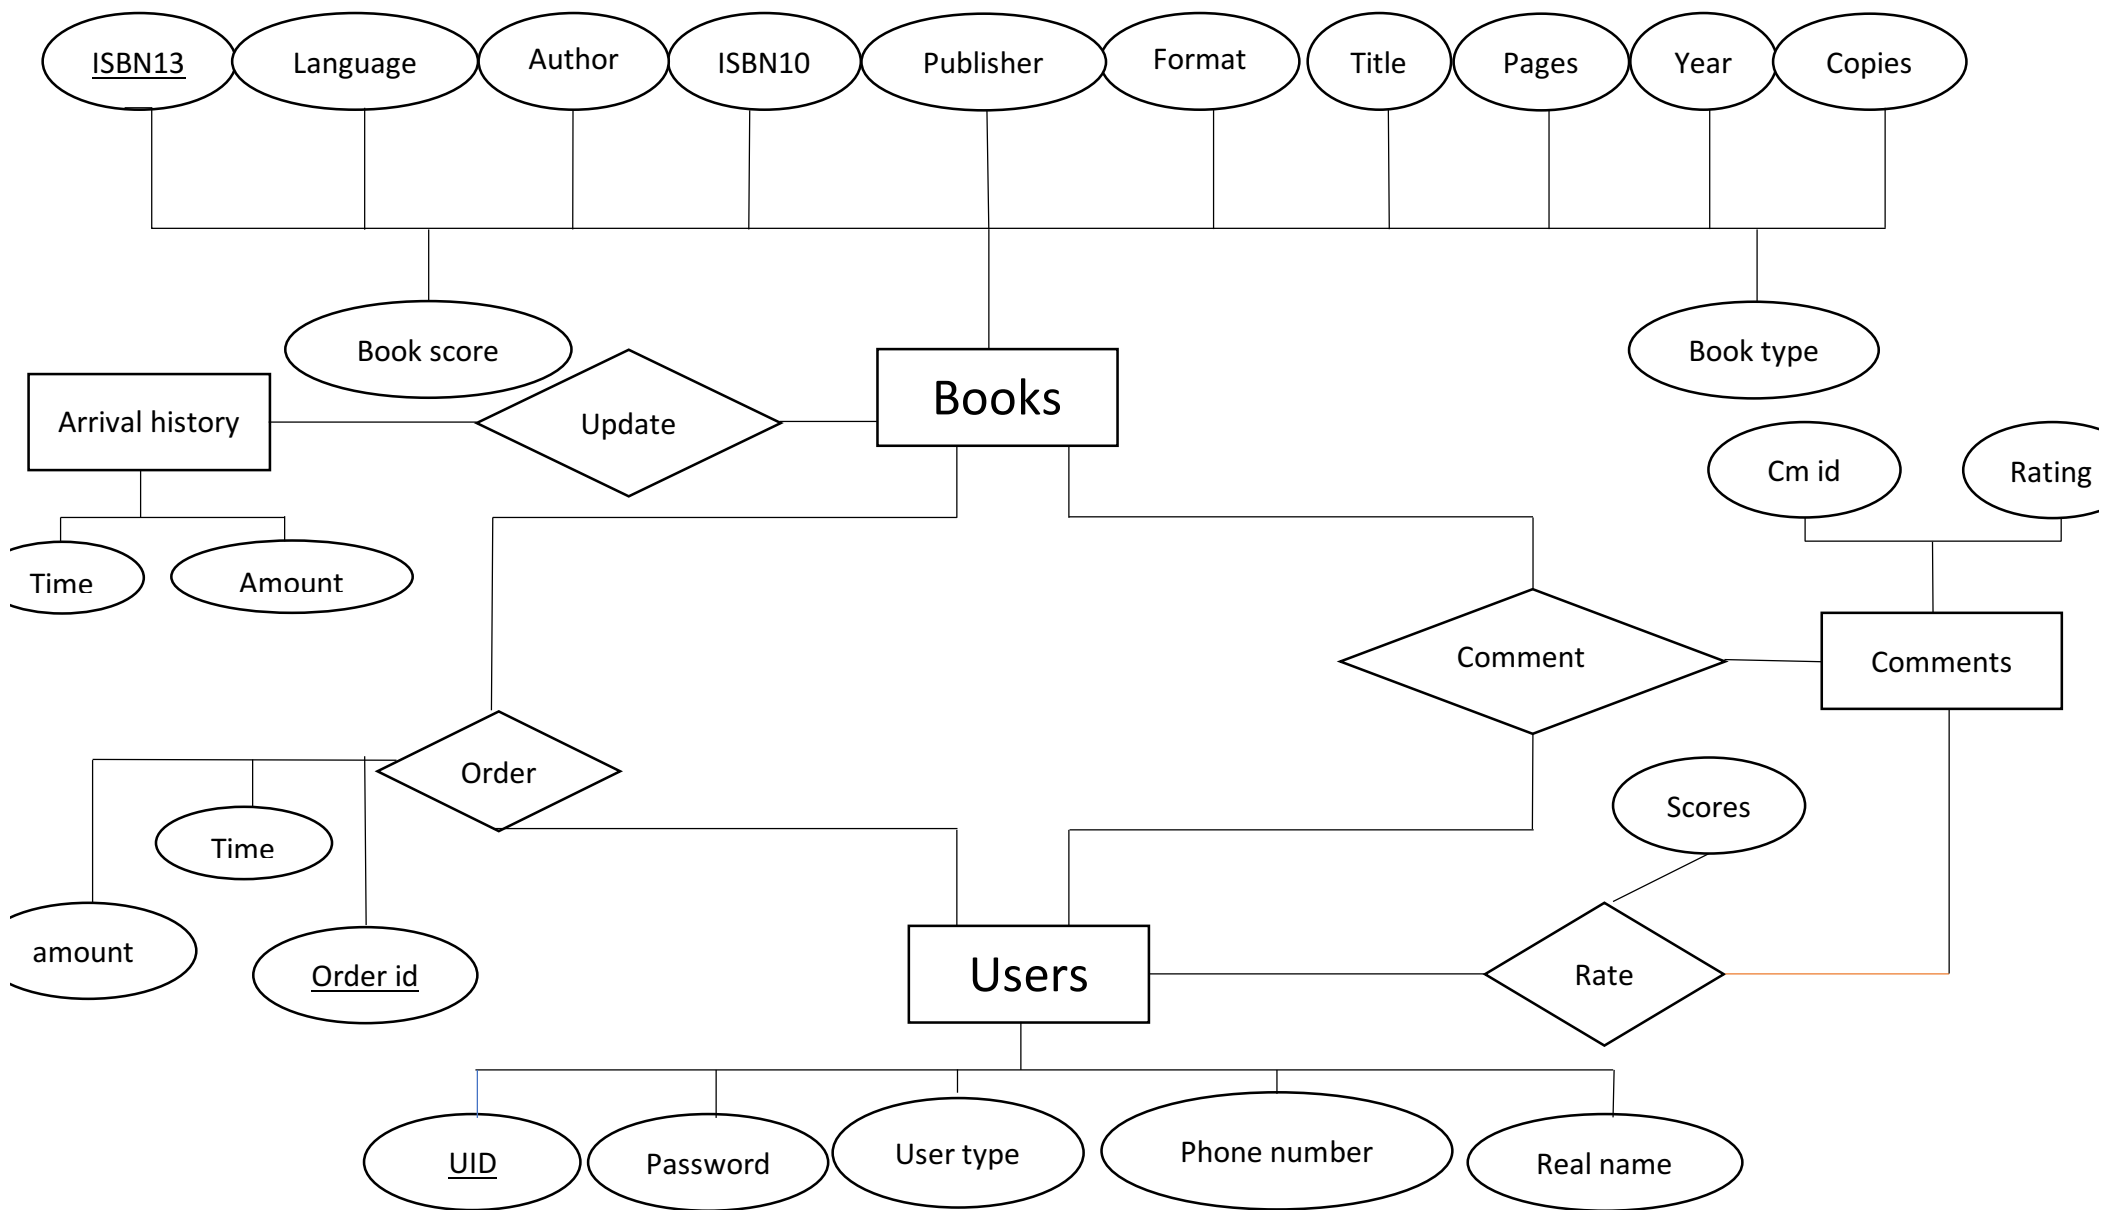 ISBN13
Language
Author
ISBN10
Publisher
Format
Title
Pages
Year
Copies
Book score
Book type
Books
Arrival history
Update
Cm id
Rating
Time
Amount
Comment
Comments
Order
Scores
Time
amount
Order id
Users
Rate
UID
Password
User type
Phone number
Real name